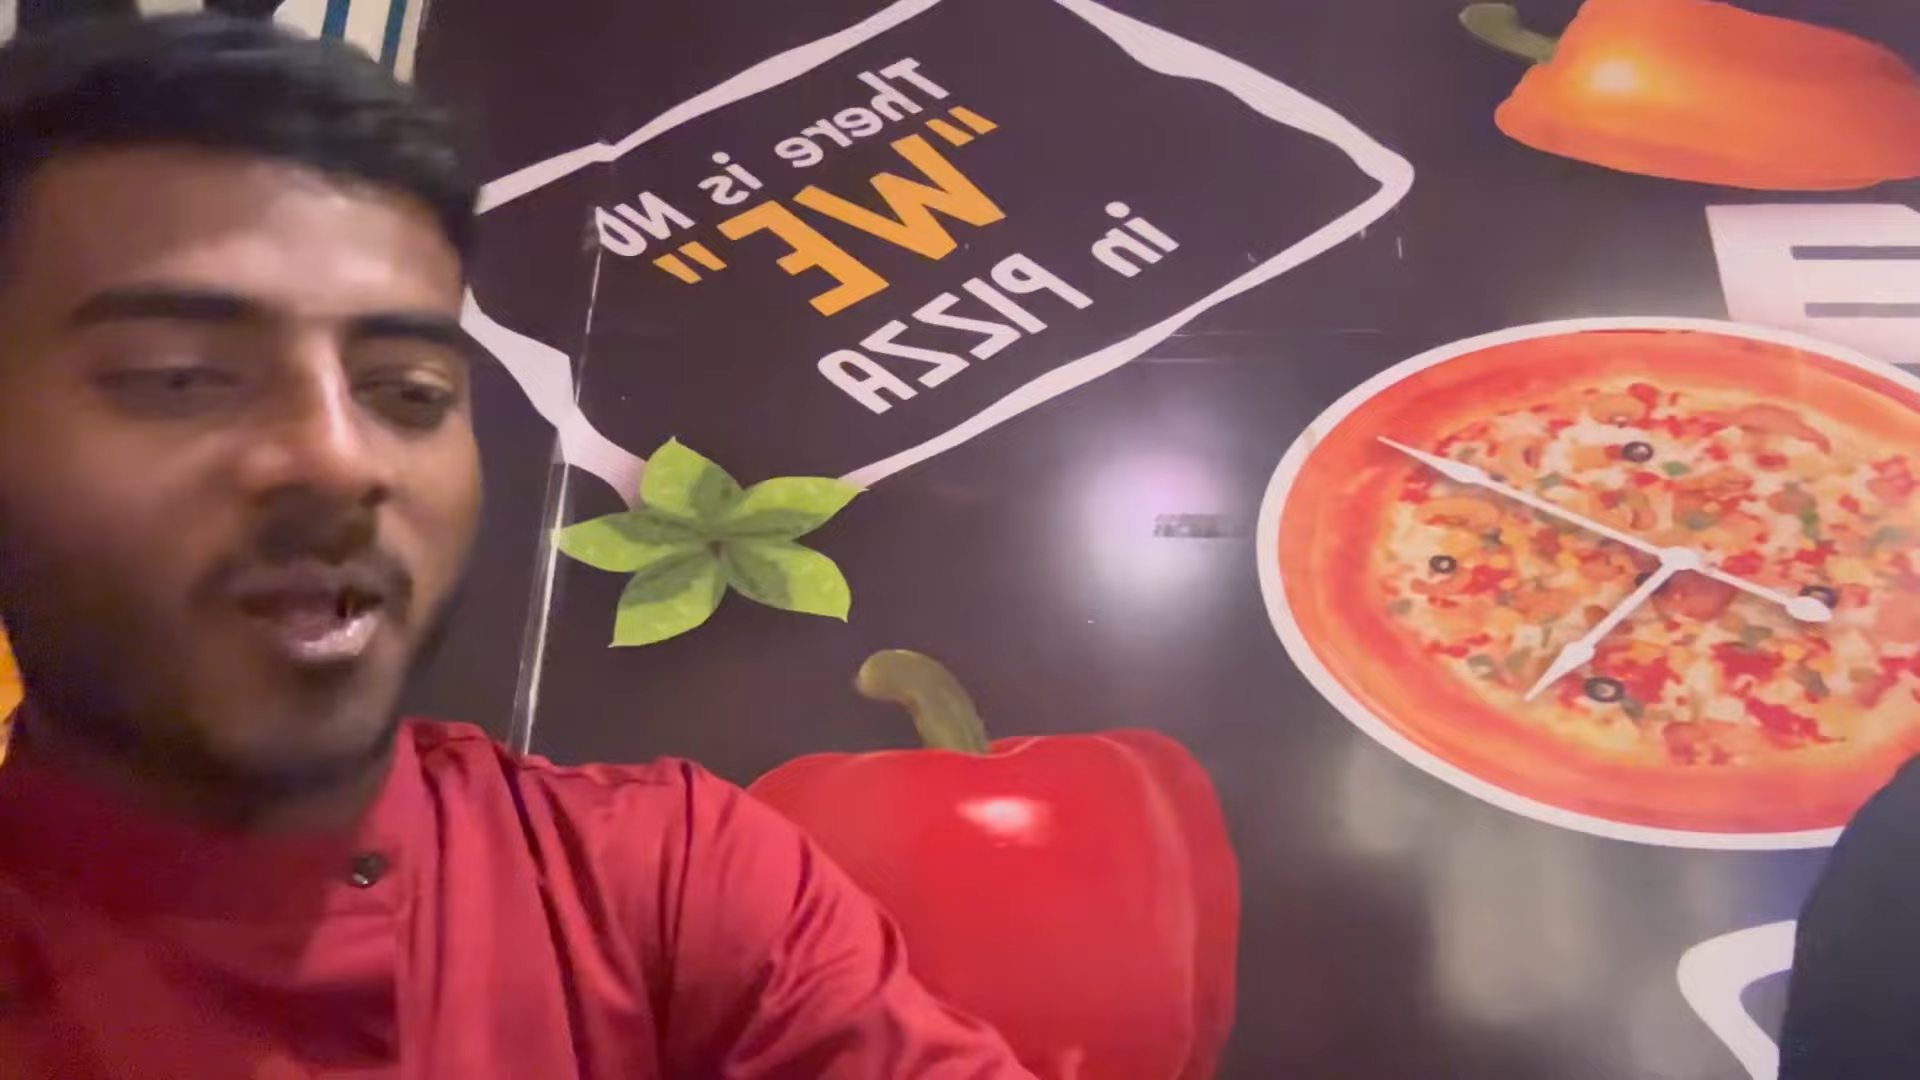 There is NO
"WE"
in PIZZA
E